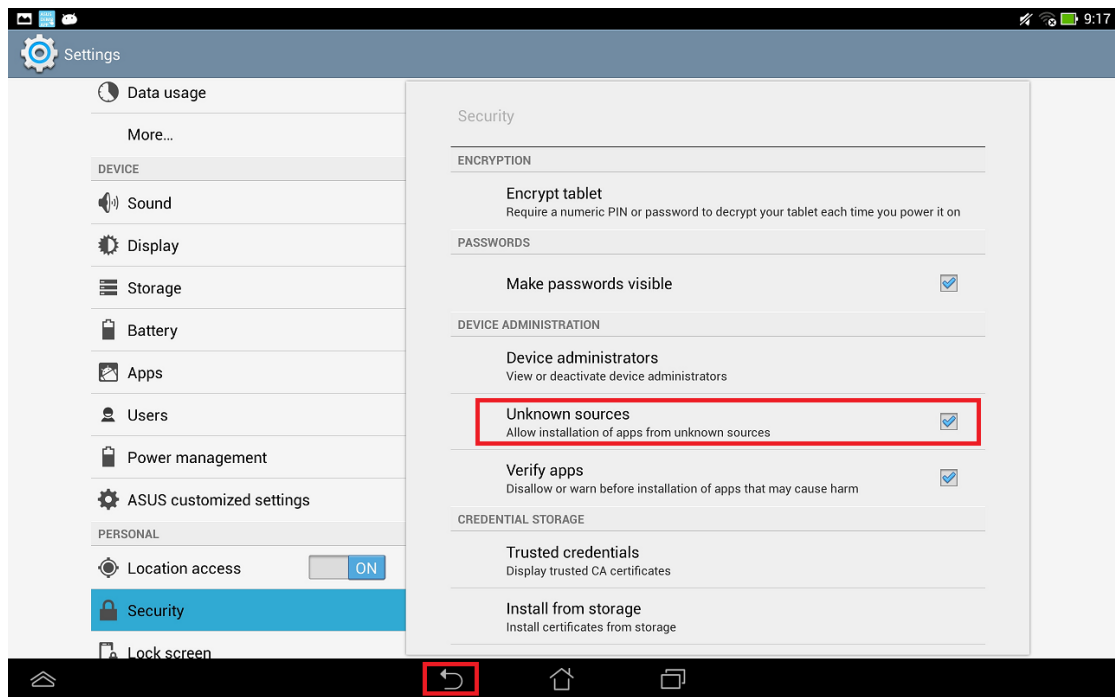 9:17
Settings
Data usage
More...
DEVICE
Sound
Display
Storage
Battery
Apps
Users
Power management
ASUS customized settings
PERSONAL
Location access ON
Security
Lock screen
Security
ENCRYPTION
Encrypt tablet
Require a numeric PIN or password to decrypt your tablet each time you power it on
PASSWORDS
Make passwords visible
DEVICE ADMINISTRATION
Device administrators
View or deactivate device administrators
Unknown sources
Allow installation of apps from unknown sources
Verify apps
Disallow or warn before installation of apps that may cause harm
CREDENTIAL STORAGE
Trusted credentials
Display trusted CA certificates
Install from storage
Install certificates from storage